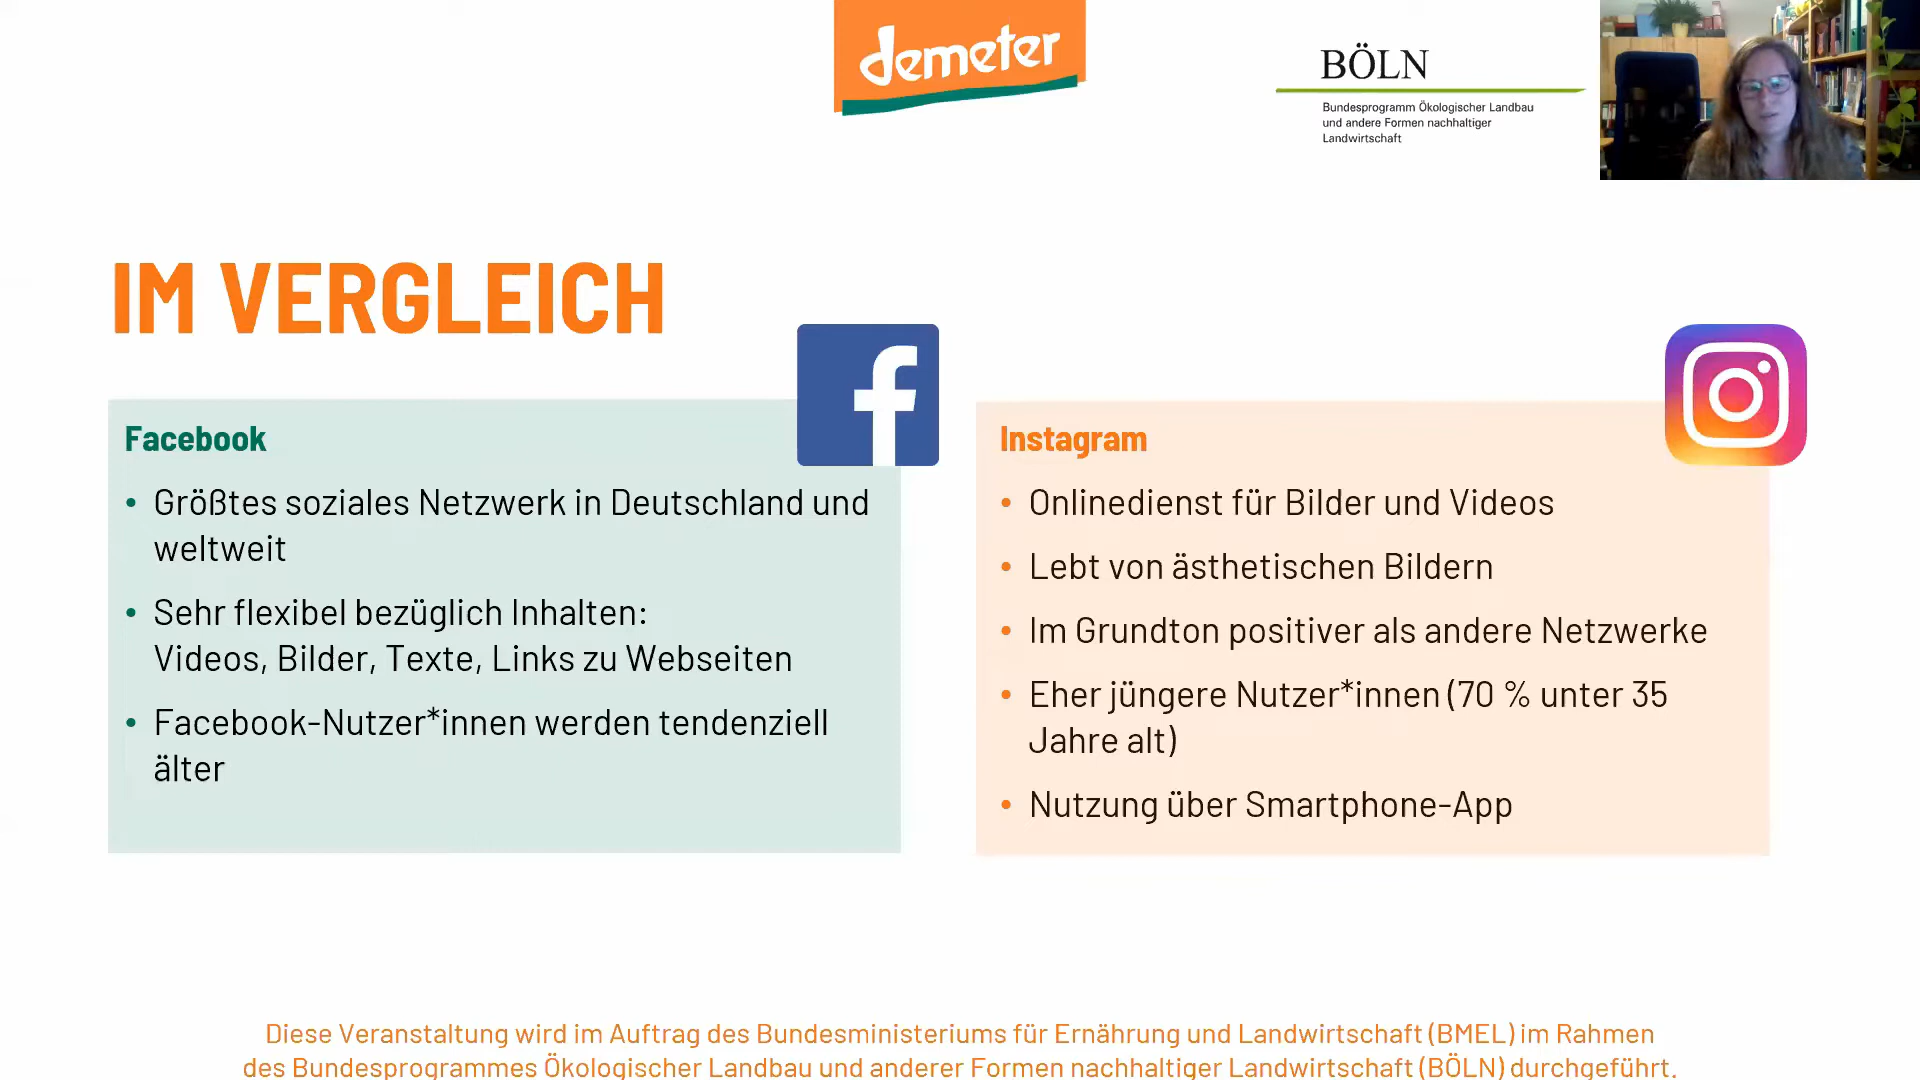 demeter
BÖLN
Bundesprogramm Ökologischer Landbau
und andere Formen nachhaltiger
Landwirtschaft
IM VERGLEICH
Facebook
• Größtes soziales Netzwerk in Deutschland und
weltweit
• Sehr flexibel bezüglich Inhalten:
Videos, Bilder, Texte, Links zu Webseiten
• Facebook-Nutzer*innen werden tendenziell
älter
Instagram
• Onlinedienst für Bilder und Videos
• Lebt von ästhetischen Bildern
• Im Grundton positiver als andere Netzwerke
• Eher jüngere Nutzer*innen (70 % unter 35
Jahre alt)
• Nutzung über Smartphone-App
Diese Veranstaltung wird im Auftrag des Bundesministeriums für Ernährung und Landwirtschaft (BMEL) im Rahmen
des Bundesprogrammes Ökologischer Landbau und anderer Formen nachhaltiger Landwirtschaft (BÖLN) durchgeführt.